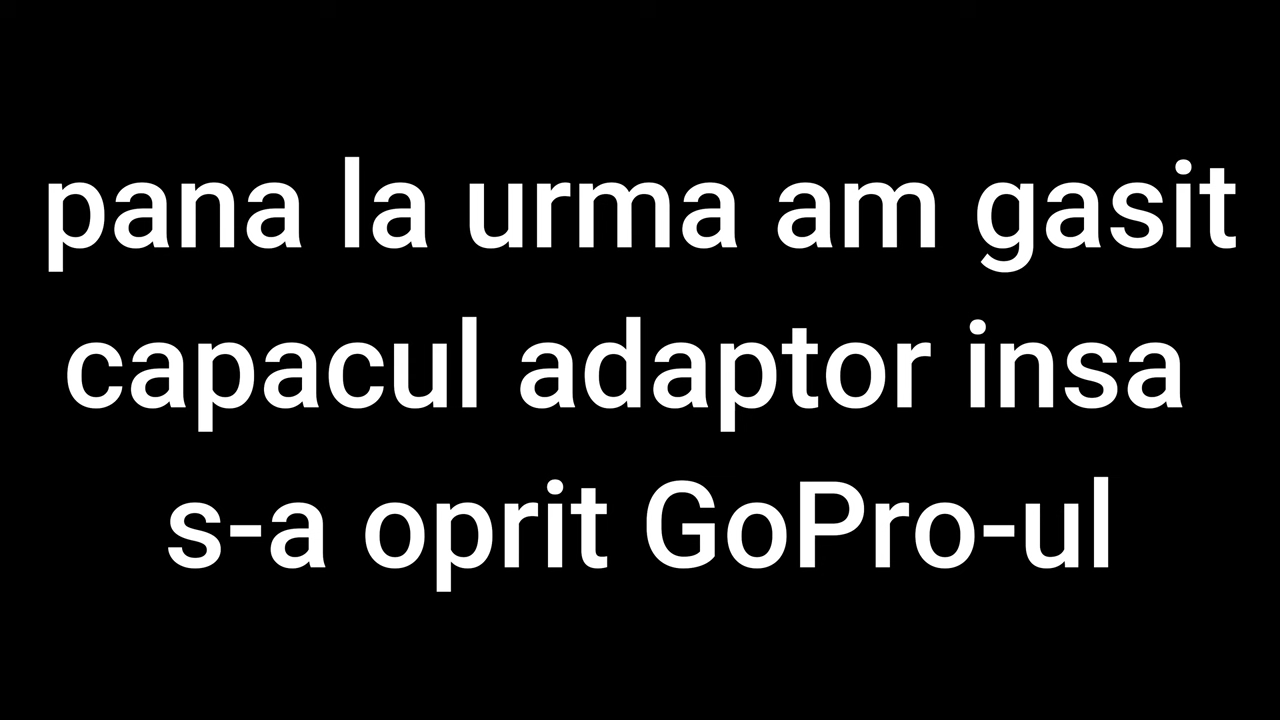 pana la urma am gasit
capacul adaptor insa
s-a oprit GoPro-ul